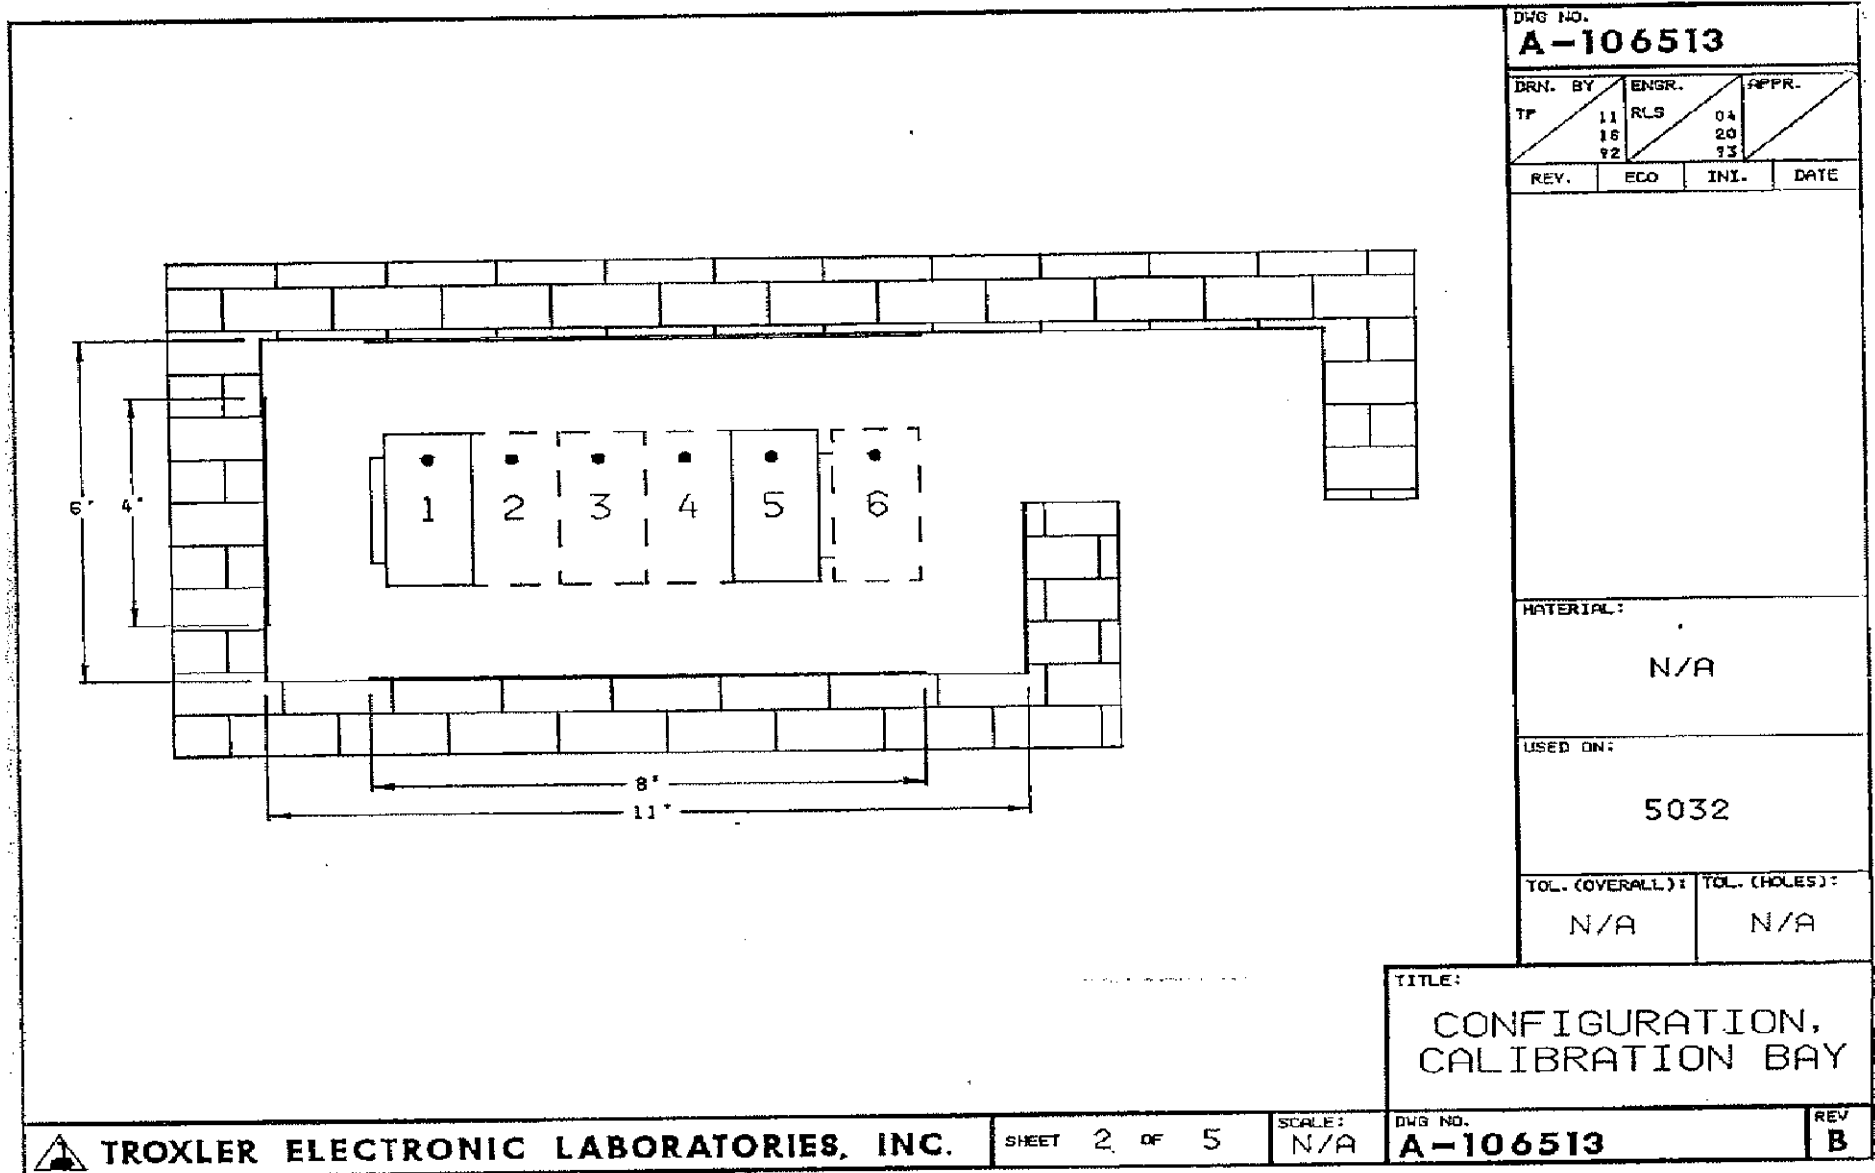 DWG NO.
A-106513
DRN. BY ENGR. APPR.
TP 11 RLS 04
18 20
92 93
REV. ECO INI. DATE
6' 4'
1 2 3 4 5 6
8'
11'
MATERIAL:
N/A
USED ON:
5032
TOL. (OVERALL): TOL. (HOLES):
N/A N/A
TITLE:
CONFIGURATION,
CALIBRATION BAY
TROXLER ELECTRONIC LABORATORIES, INC.
SHEET 2 OF 5
SCALE:
N/A
DWG NO.
A-106513
REV
B